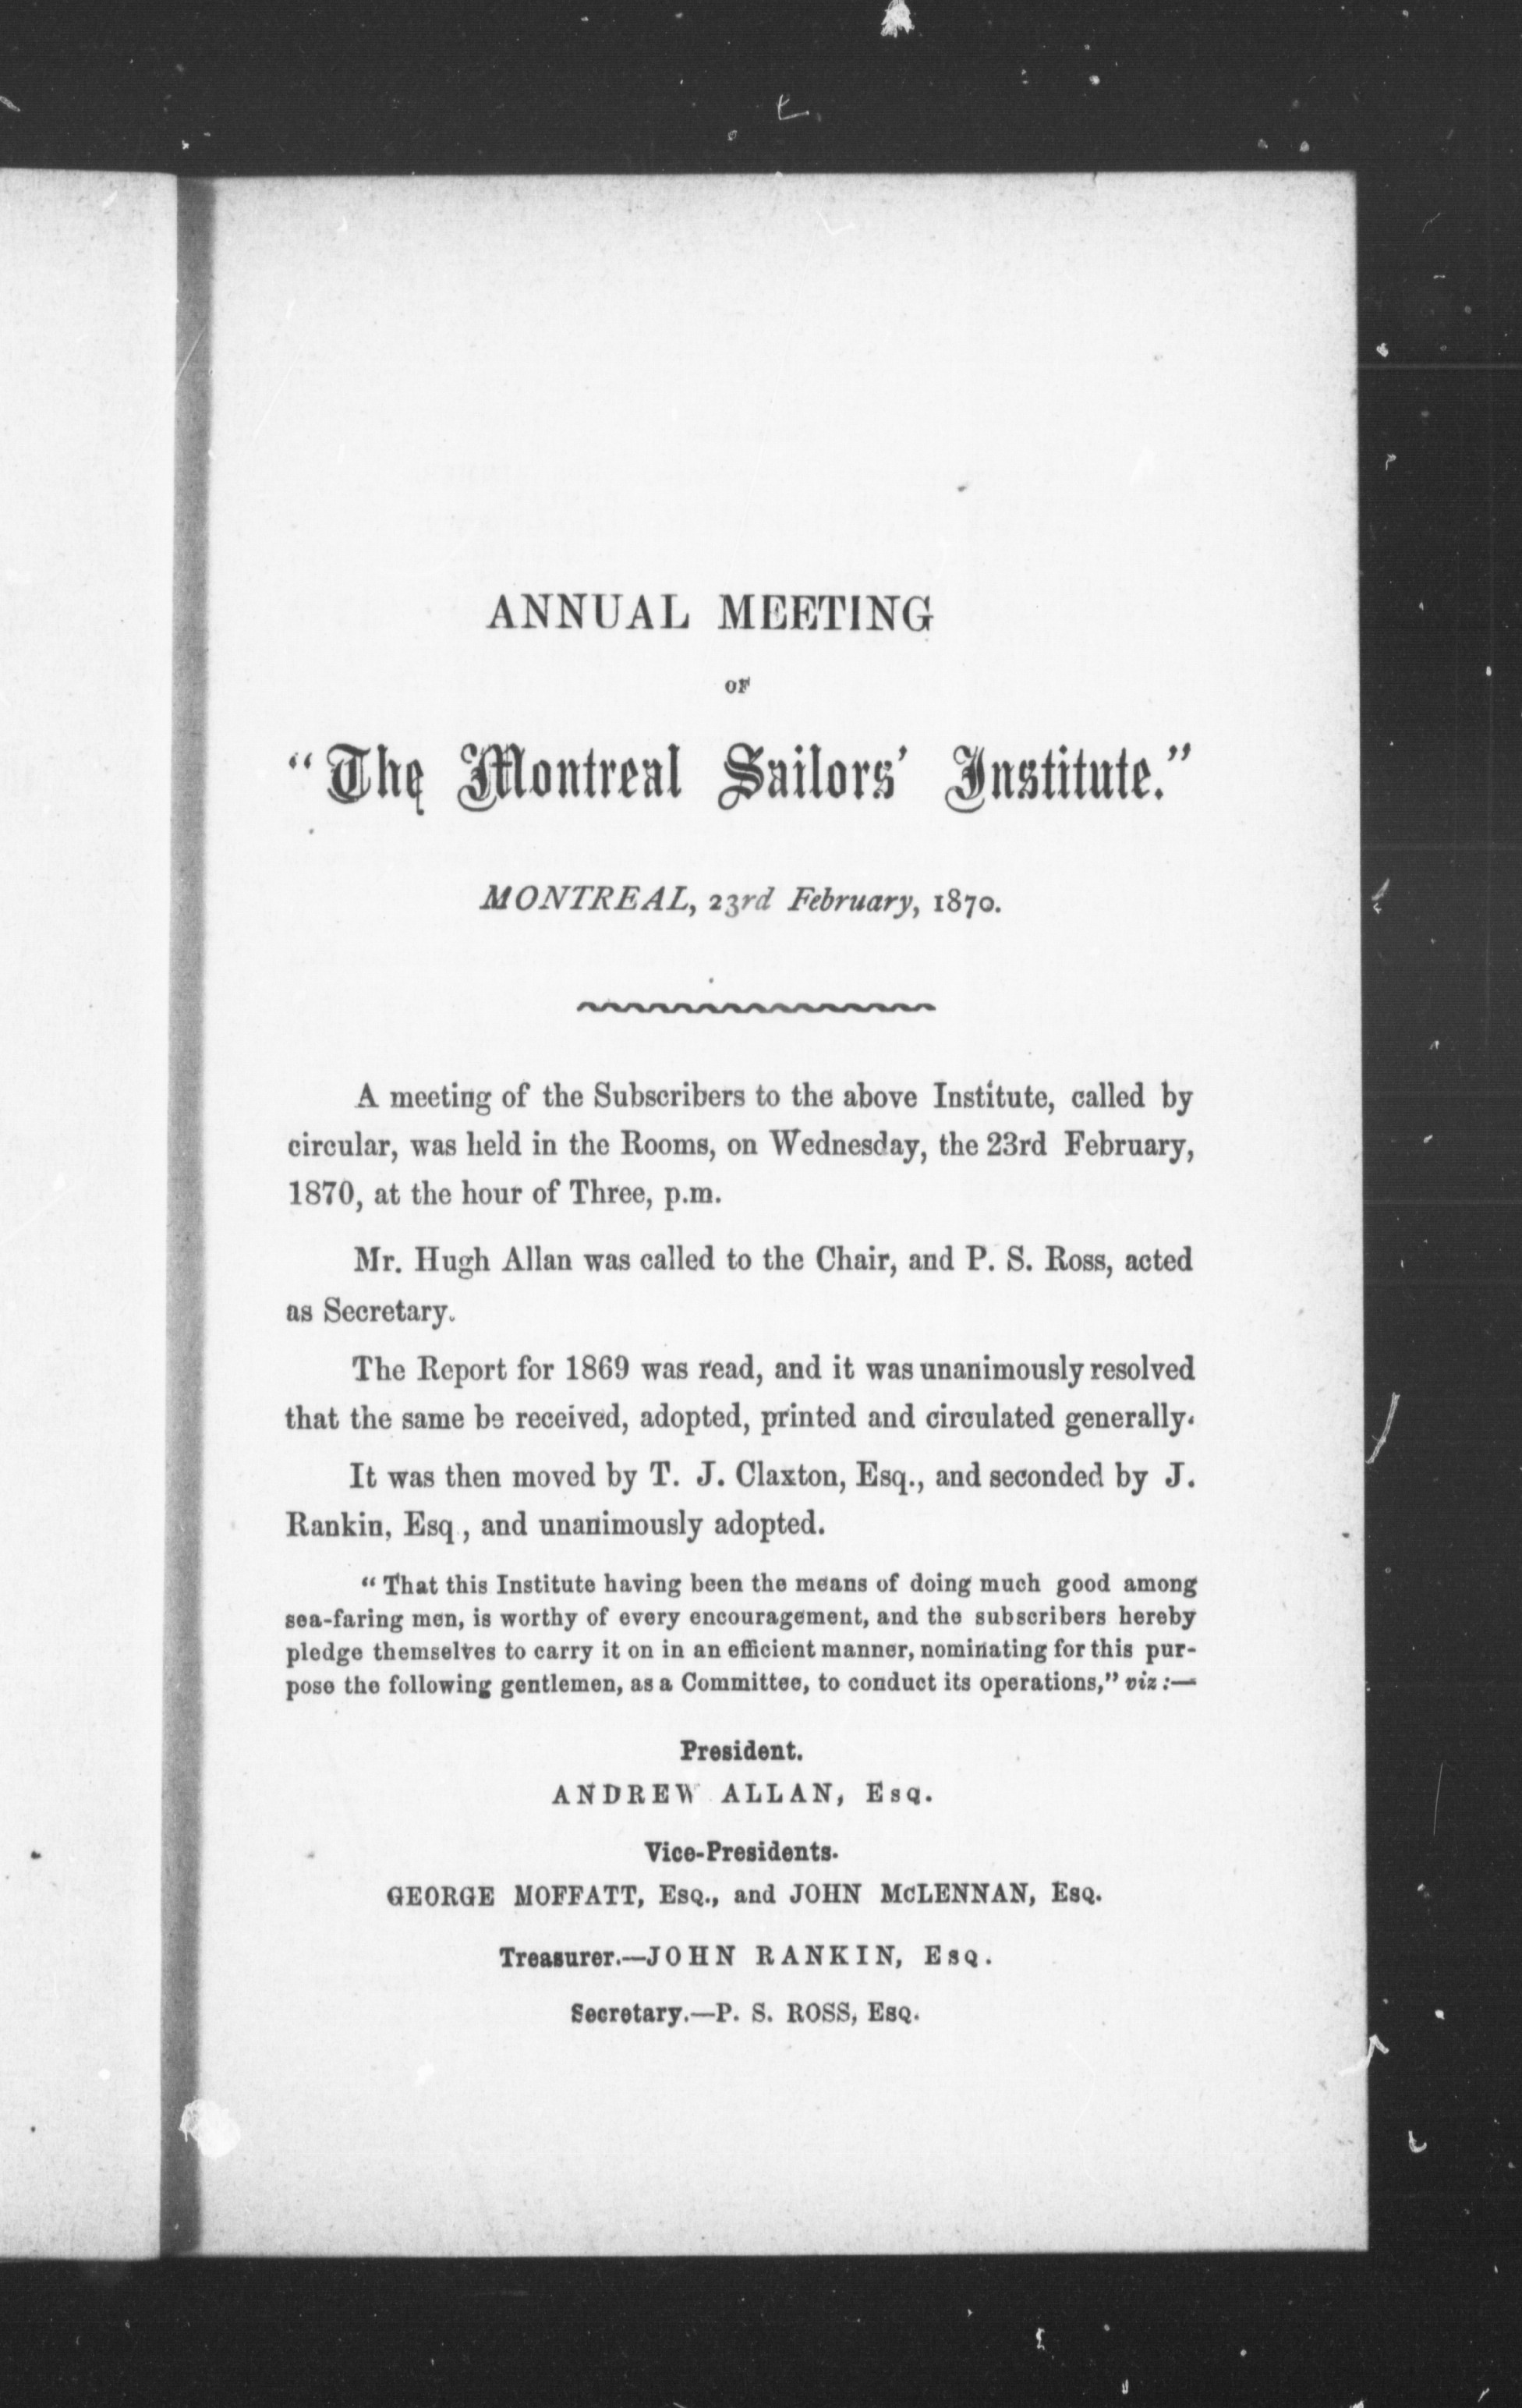 ANNUAL MEETING
OF
“The Montreal Sailors’ Institute.”
MONTREAL, 23rd February, 1870.
A meeting of the Subscribers to the above Institute, called by
circular, was held in the Rooms, on Wednesday, the 23rd February,
1870, at the hour of Three, p.m.
Mr. Hugh Allan was called to the Chair, and P. S. Ross, acted
as Secretary.
The Report for 1869 was read, and it was unanimously resolved
that the same be received, adopted, printed and circulated generally.
It was then moved by T. J. Claxton, Esq., and seconded by J.
Rankin, Esq., and unanimously adopted.
“That this Institute having been the means of doing much good among
sea-faring men, is worthy of every encouragement, and the subscribers hereby
pledge themselves to carry it on in an efficient manner, nominating for this pur-
pose the following gentlemen, as a Committee, to conduct its operations,” viz:—
President.
ANDREW ALLAN, Esq.
Vice-Presidents.
GEORGE MOFFATT, Esq., and JOHN McLENNAN, Esq.
Treasurer.—JOHN RANKIN, Esq.
Secretary.—P. S. ROSS, Esq.